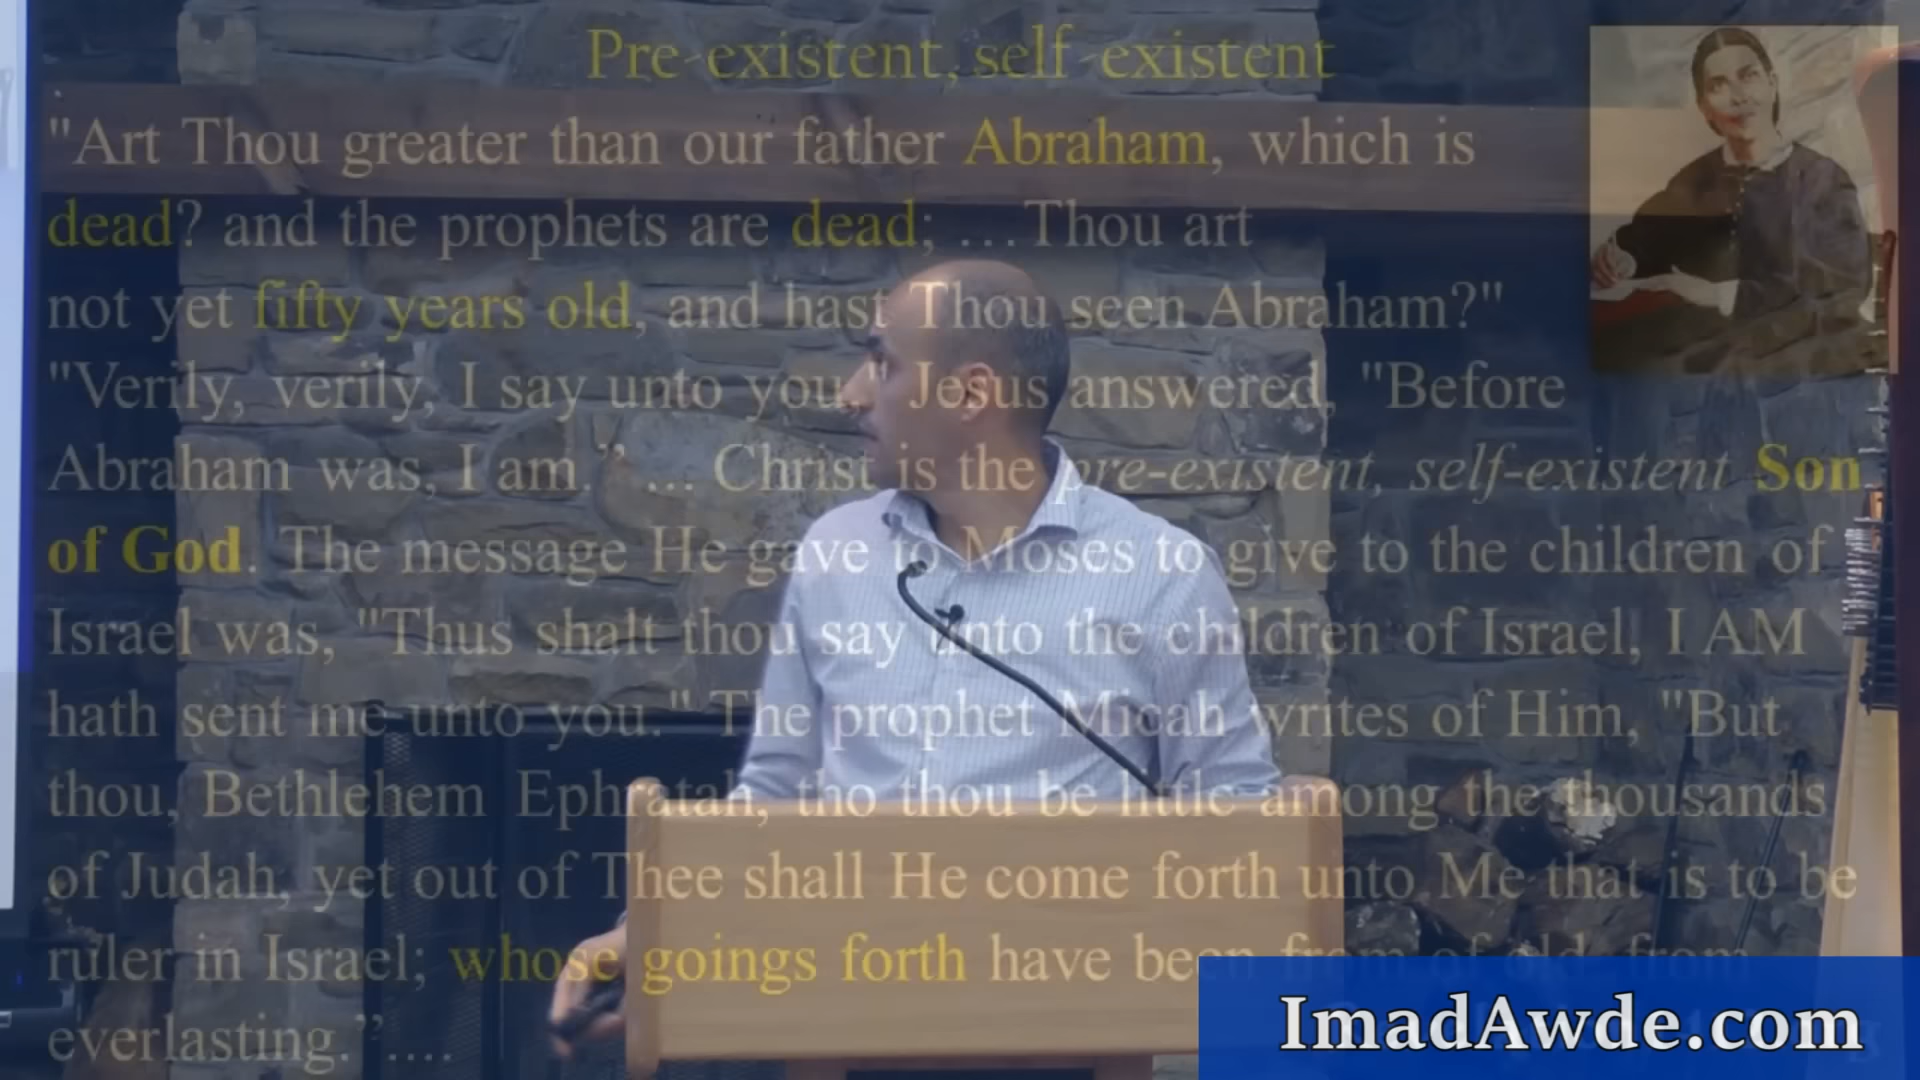 Pre-existent, self-existent
"Art Thou greater than our father Abraham, which is
dead? and the prophets are dead; …Thou art
not yet fifty years old, and hast Thou seen Abraham?"
"Verily, verily, I say unto you," Jesus answered, "Before
Abraham was, I am.” ... Christ is the pre-existent, self-existent Son
of God. The message He gave to Moses to give to the children of
Israel was, "Thus shalt thou say unto the children of Israel, I AM
hath sent me unto you." The prophet Micah writes of Him, "But
thou, Bethlehem Ephratah, tho thou be little among the thousands
of Judah, yet out of Thee shall He come forth unto Me that is to be
ruler in Israel; whose goings forth have been from of old, from
everlasting.”....
ImadAwde.com